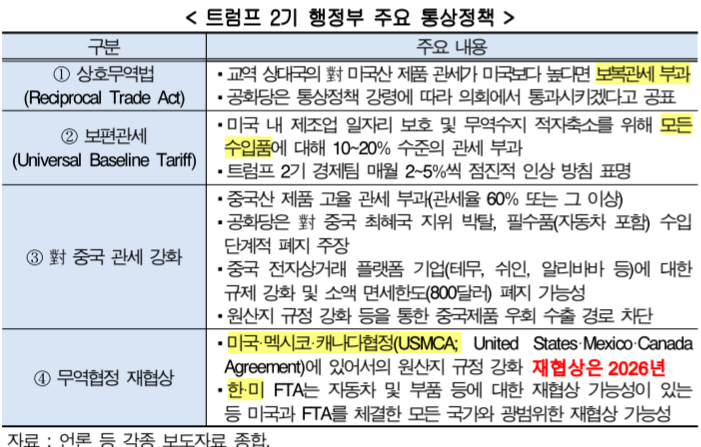 < 트럼프 2기 행정부 주요 통상정책 >
구분
주요 내용
① 상호무역법
(Reciprocal Trade Act)
▪교역 상대국의 對 미국산 제품 관세가 미국보다 높다면 보복관세 부과
▪공화당은 통상정책 강령에 따라 의회에서 통과시키겠다고 공표
② 보편관세
(Universal Baseline Tariff)
▪미국 내 제조업 일자리 보호 및 무역수지 적자축소를 위해 모든
수입품에 대해 10~20% 수준의 관세 부과
▪트럼프 2기 경제팀 매월 2~5%씩 점진적 인상 방침 표명
③ 對 중국 관세 강화
▪중국산 제품 고율 관세 부과(관세율 60% 또는 그 이상)
▪공화당은 對 중국 최혜국 지위 박탈, 필수품(자동차 포함) 수입
단계적 폐지 주장
▪중국 전자상거래 플랫폼 기업(테무, 쉬인, 알리바바 등)에 대한
규제 강화 및 소액 면세한도(800달러) 폐지 가능성
▪원산지 규정 강화 등을 통한 중국제품 우회 수출 경로 차단
④ 무역협정 재협상
▪미국·멕시코·캐나다협정(USMCA; United States·Mexico·Canada
Agreement)에 있어서의 원산지 규정 강화 재협상은 2026년
▪한·미 FTA는 자동차 및 부품 등에 대한 재협상 가능성이 있는
등 미국과 FTA를 체결한 모든 국가와 광범위한 재협상 가능성
자료 : 언론 등 각종 보도자료 종합.